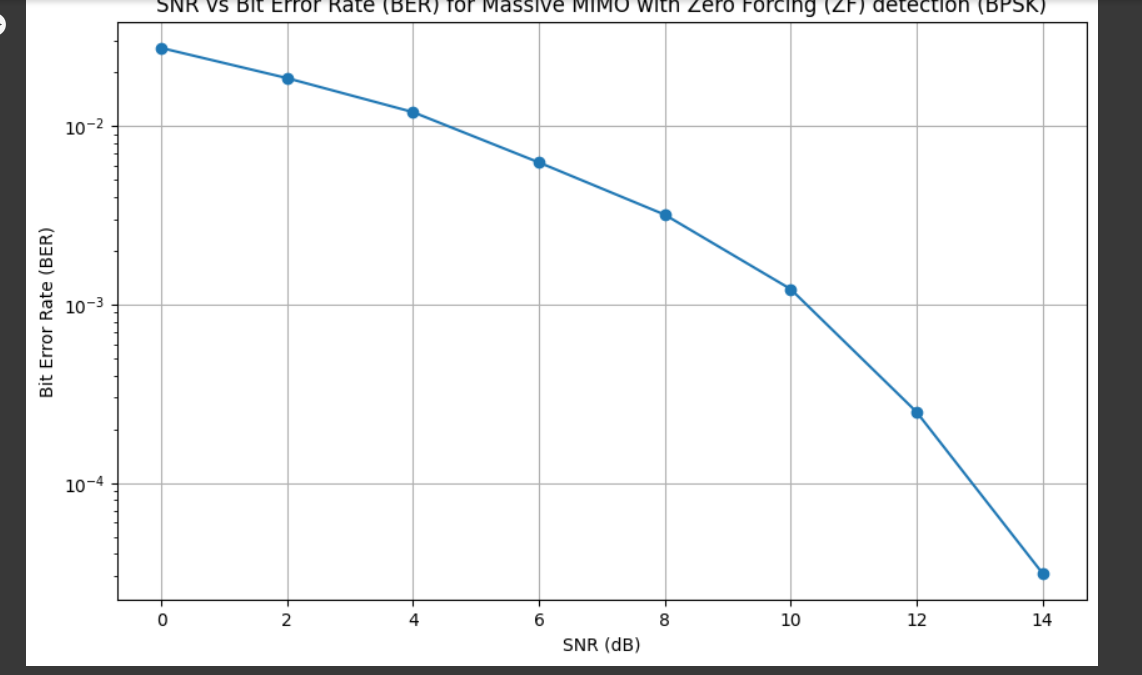 SNR vs Bit Error Rate (BER) for Massive MIMO with Zero Forcing (ZF) detection (BPSK)
10⁻²
10⁻³
10⁻⁴
Bit Error Rate (BER)
0 2 4 6 8 10 12 14
SNR (dB)